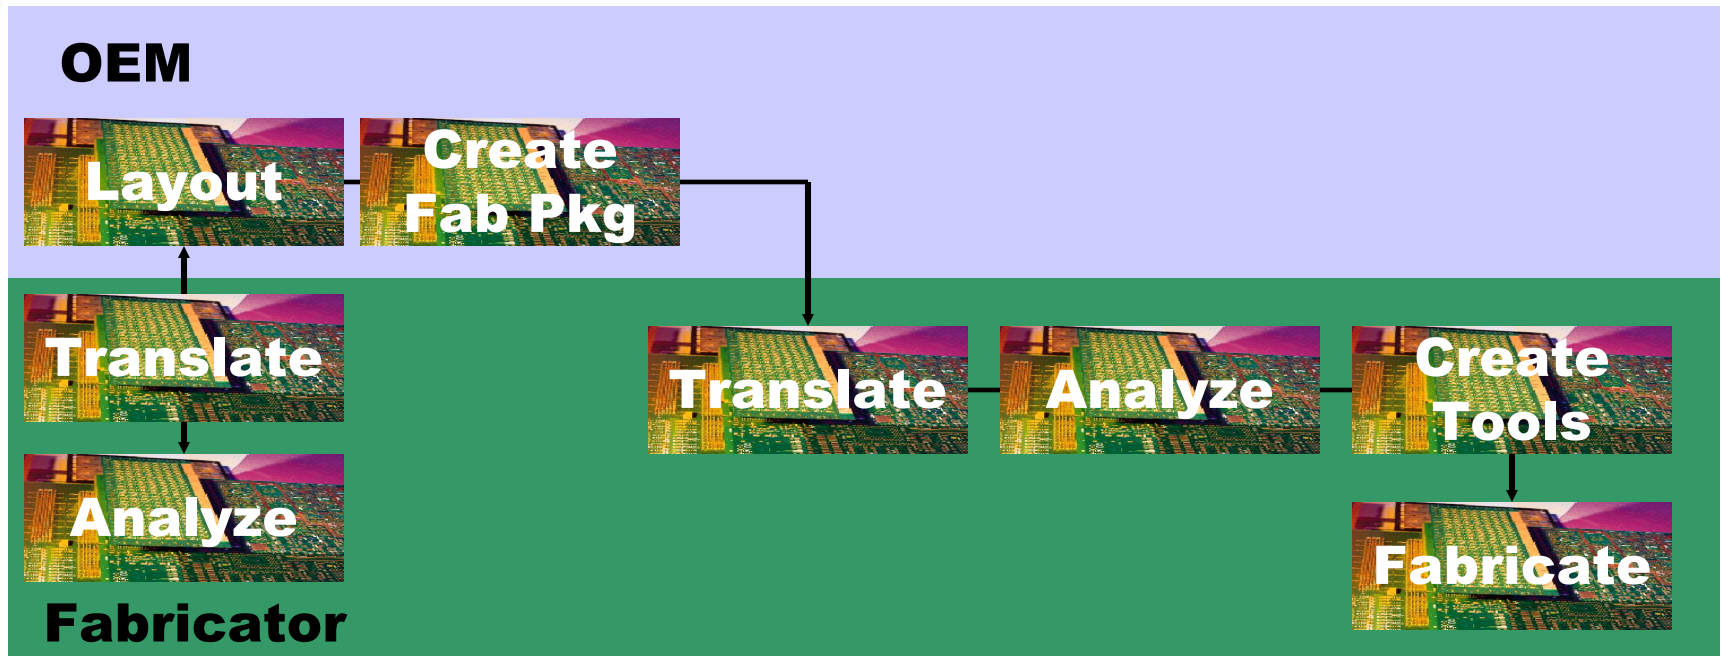 OEM
Layout
Create
Fab Pkg
Translate
Analyze
Translate
Analyze
Create
Tools
Fabricate
Fabricator